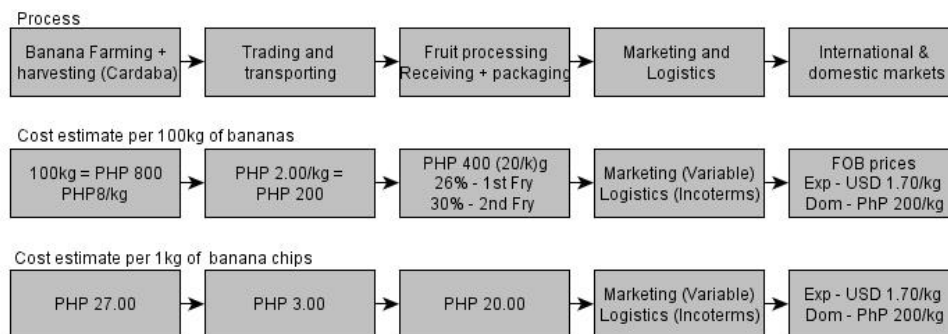 Process
Banana Farming +
harvesting (Cardaba)
Trading and
transporting
Fruit processing
Receiving + packaging
Marketing and
Logistics
International &
domestic markets
Cost estimate per 100kg of bananas
100kg = PHP 800
PHP8/kg
PHP 2.00/kg =
PHP 200
PHP 400 (20/k)g
26% - 1st Fry
30% - 2nd Fry
Marketing (Variable)
Logistics (Incoterms)
FOB prices
Exp - USD 1.70/kg
Dom - PhP 200/kg
Cost estimate per 1kg of banana chips
PHP 27.00
PHP 3.00
PHP 20.00
Marketing (Variable)
Logistics (Incoterms)
Exp - USD 1.70/kg
Dom - PhP 200/kg